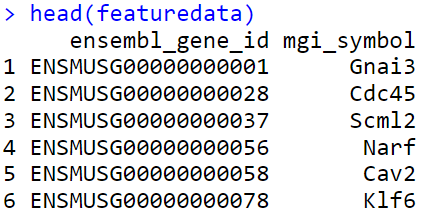 > head(featuredata)
ensembl_gene_id mgi_symbol
1 ENSMUSG00000000001 Gnai3
2 ENSMUSG00000000028 Cdc45
3 ENSMUSG00000000037 Scml2
4 ENSMUSG00000000056 Narf
5 ENSMUSG00000000058 Cav2
6 ENSMUSG00000000078 Klf6